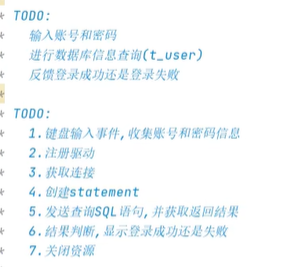 * TODO:
* 输入账号和密码
* 进行数据库信息查询(t_user)
* 反馈登录成功还是登录失败
*
* TODO:
* 1.键盘输入事件,收集账号和密码信息
* 2.注册驱动
* 3.获取连接
* 4.创建statement
* 5.发送查询SQL语句,并获取返回结果
* 6.结果判断,显示登录成功还是失败
* 7.关闭资源